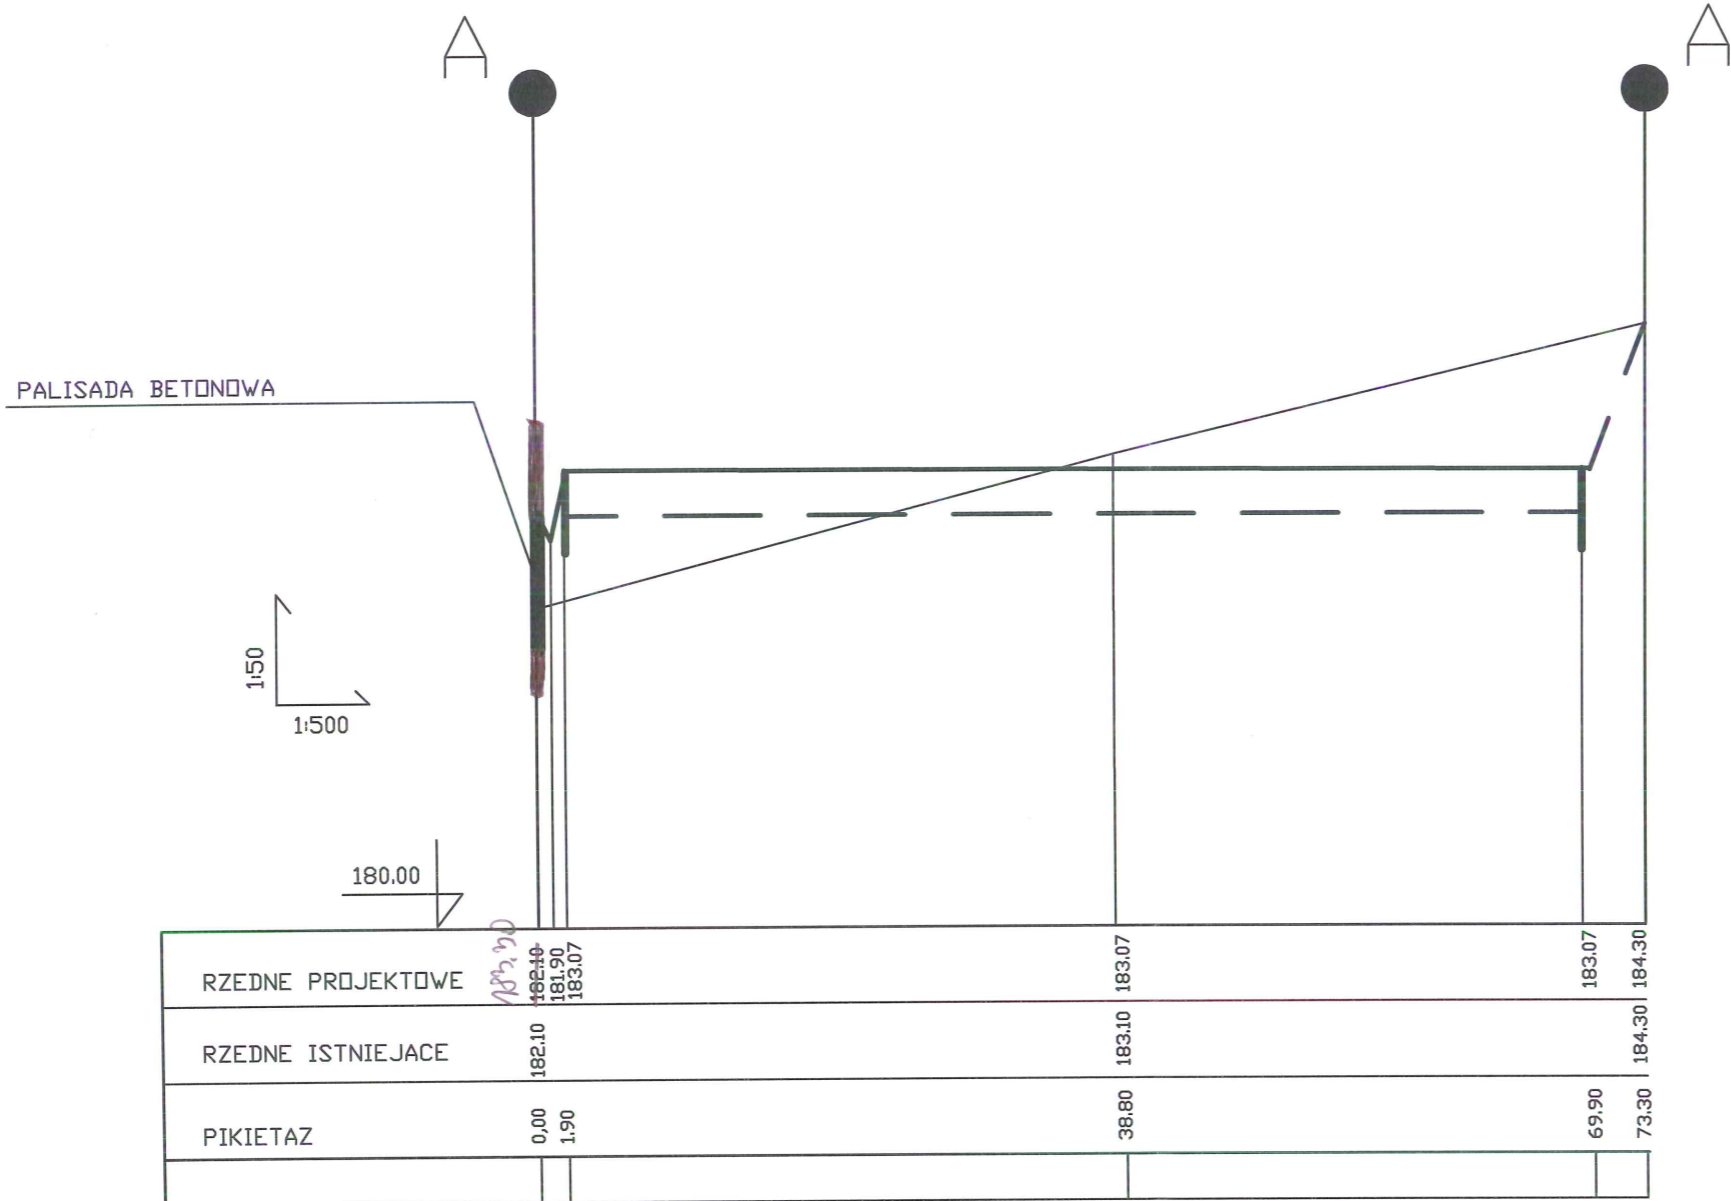 A A
PALISADA BETONOWA
1:50
1:500
180.00
RZEDNE PROJEKTOWE 183.30 182.10 181.90 183.07 183.07 183.07 184.30
RZEDNE ISTNIEJACE 182.10 183.10 184.30
PIKIETAZ 0,00 1.90 38.80 69.90 73.30